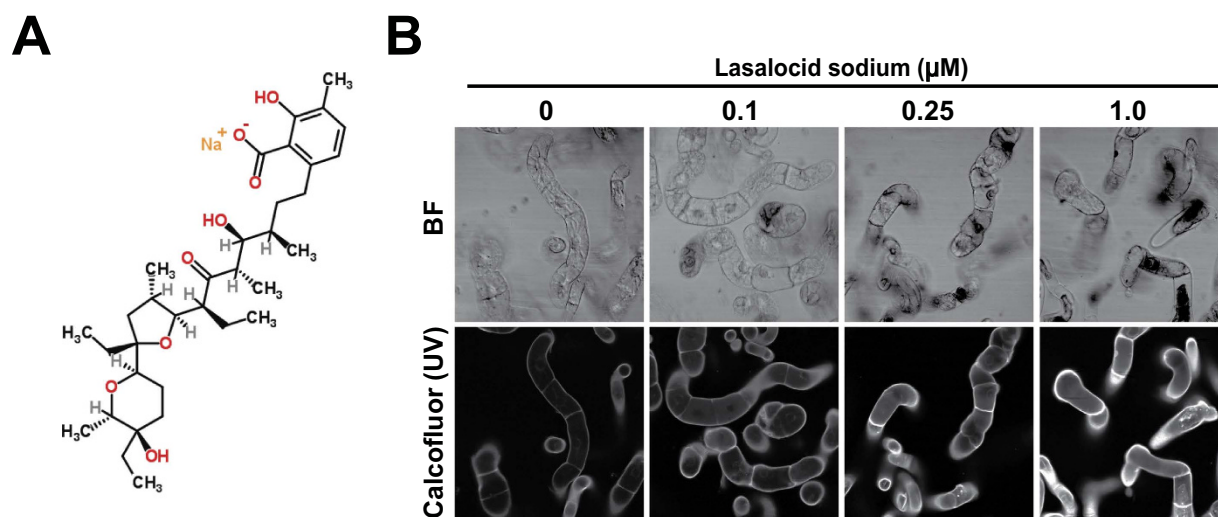 A
B
Lasalocid sodium (µM)
0
0.1
0.25
1.0
BF
Calcofluor (UV)
CH₃
HO
O⁻
Na⁺
O
HO
H
H
CH₃
O
H
CH₃
CH₃
H
H
CH₃
H
H₃C
O
H
O
H
H₃C
OH
CH₃